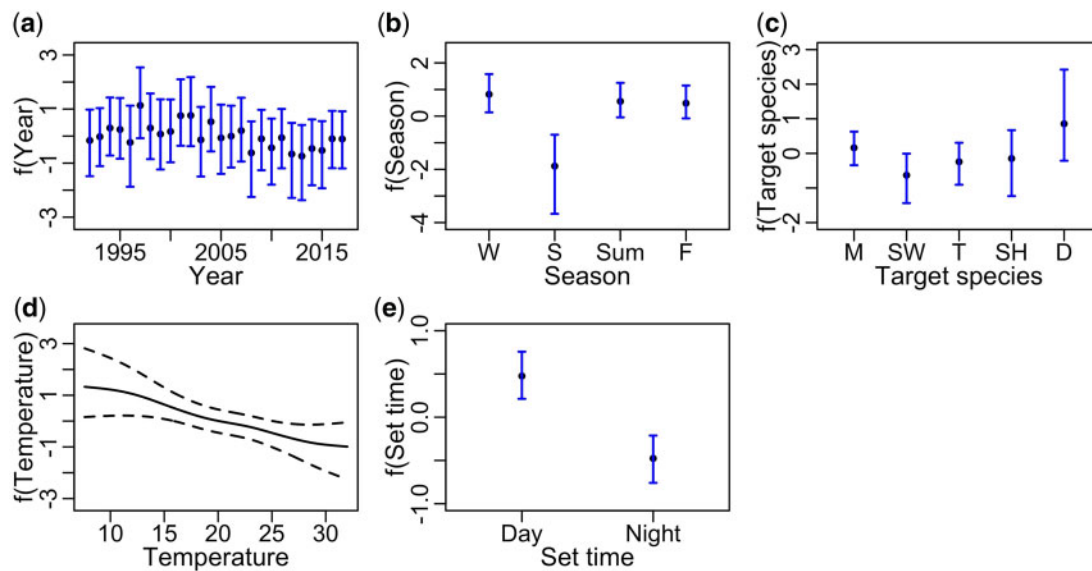 (a)
f(Year)
3
1
-1
-3
1995 2005 2015
Year
(b)
f(Season)
2
0
-2
-4
W S Sum F
Season
(c)
f(Target species)
3
2
0
-2
M SW T SH D
Target species
(d)
f(Temperature)
3
1
-1
-3
10 15 20 25 30
Temperature
(e)
f(Set time)
1.0
0.0
-1.0
Day Night
Set time